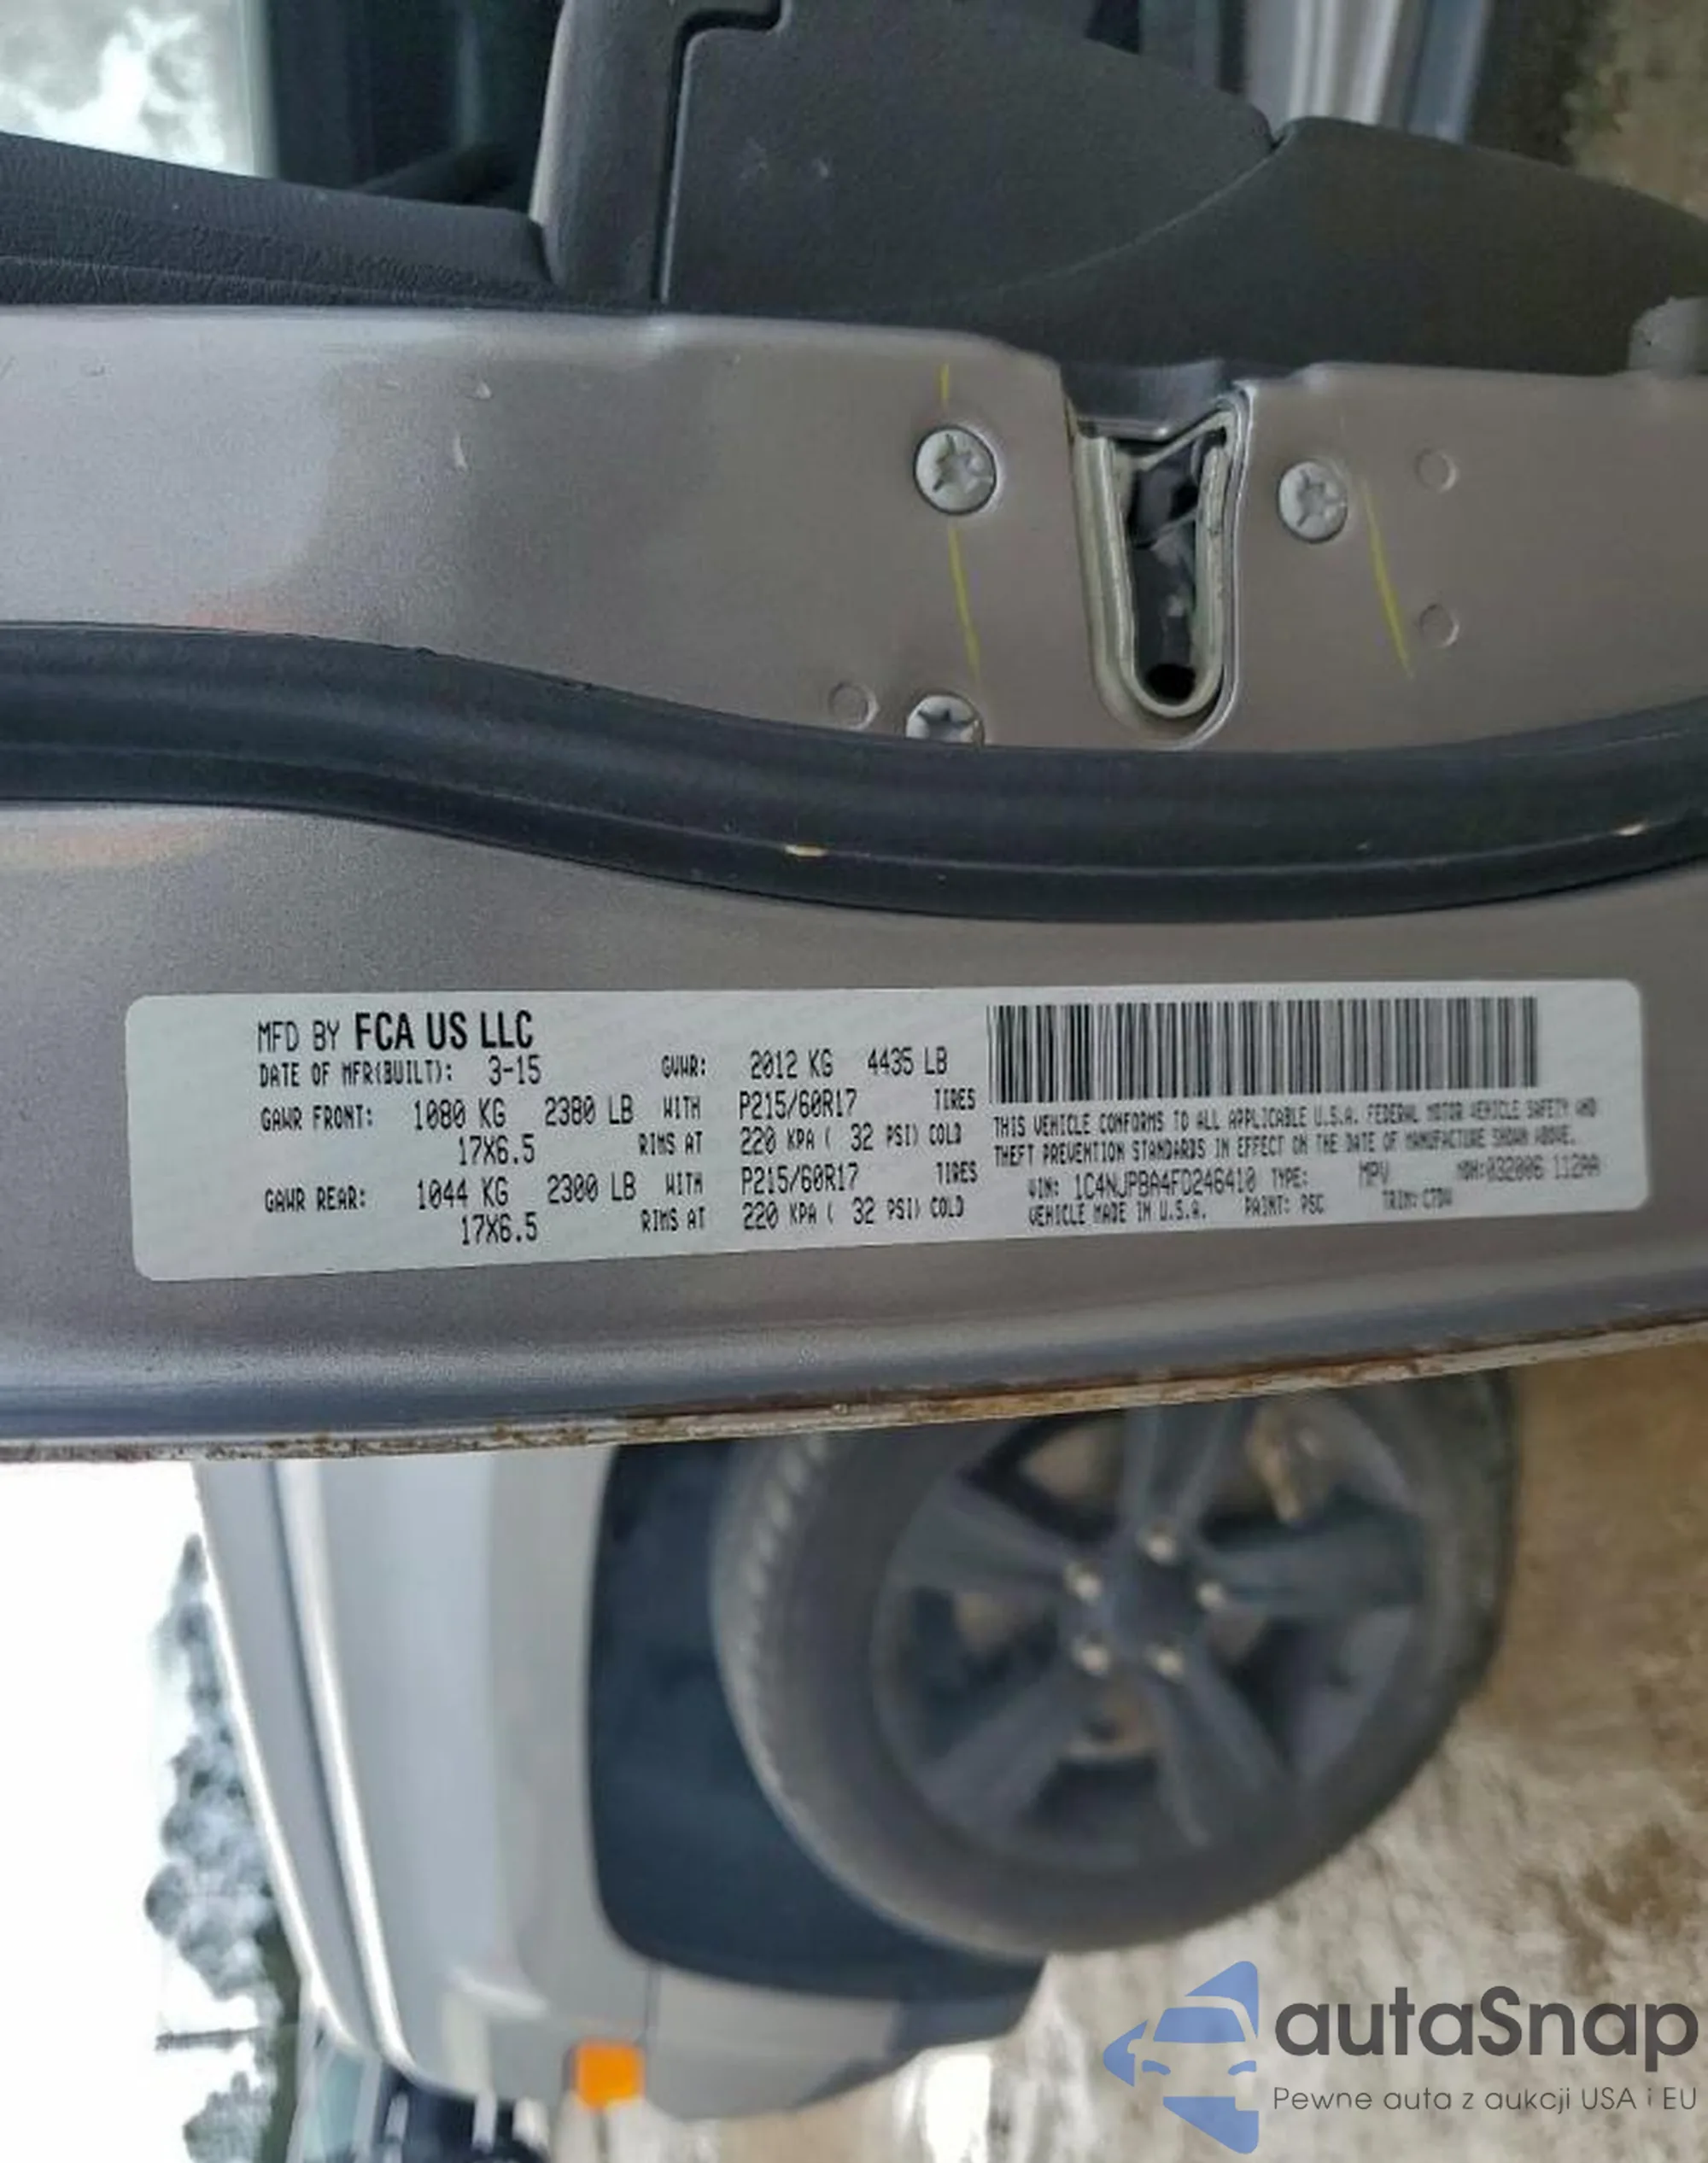 MFD BY FCA US LLC
DATE OF MFR(BUILT): 3-15 GVWR: 2012 KG 4435 LB
GAWR FRONT: 1080 KG 2380 LB WITH P215/60R17 TIRES
17X6.5 RIMS AT 220 KPA ( 32 PSI) COLD
GAWR REAR: 1044 KG 2300 LB WITH P215/60R17 TIRES
17X6.5 RIMS AT 220 KPA ( 32 PSI) COLD
THIS VEHICLE CONFORMS TO ALL APPLICABLE U.S.A. FEDERAL MOTOR VEHICLE SAFETY AND
THEFT PREVENTION STANDARDS IN EFFECT ON THE DATE OF MANUFACTURE SHOWN ABOVE.
VIN: 1C4NJPBA4FD246410 TYPE: MPV MDH:032006 112AA
VEHICLE MADE IN U.S.A. PAINT: PSC TRIM:
autaSnap
Pewne auta z aukcji USA i EU